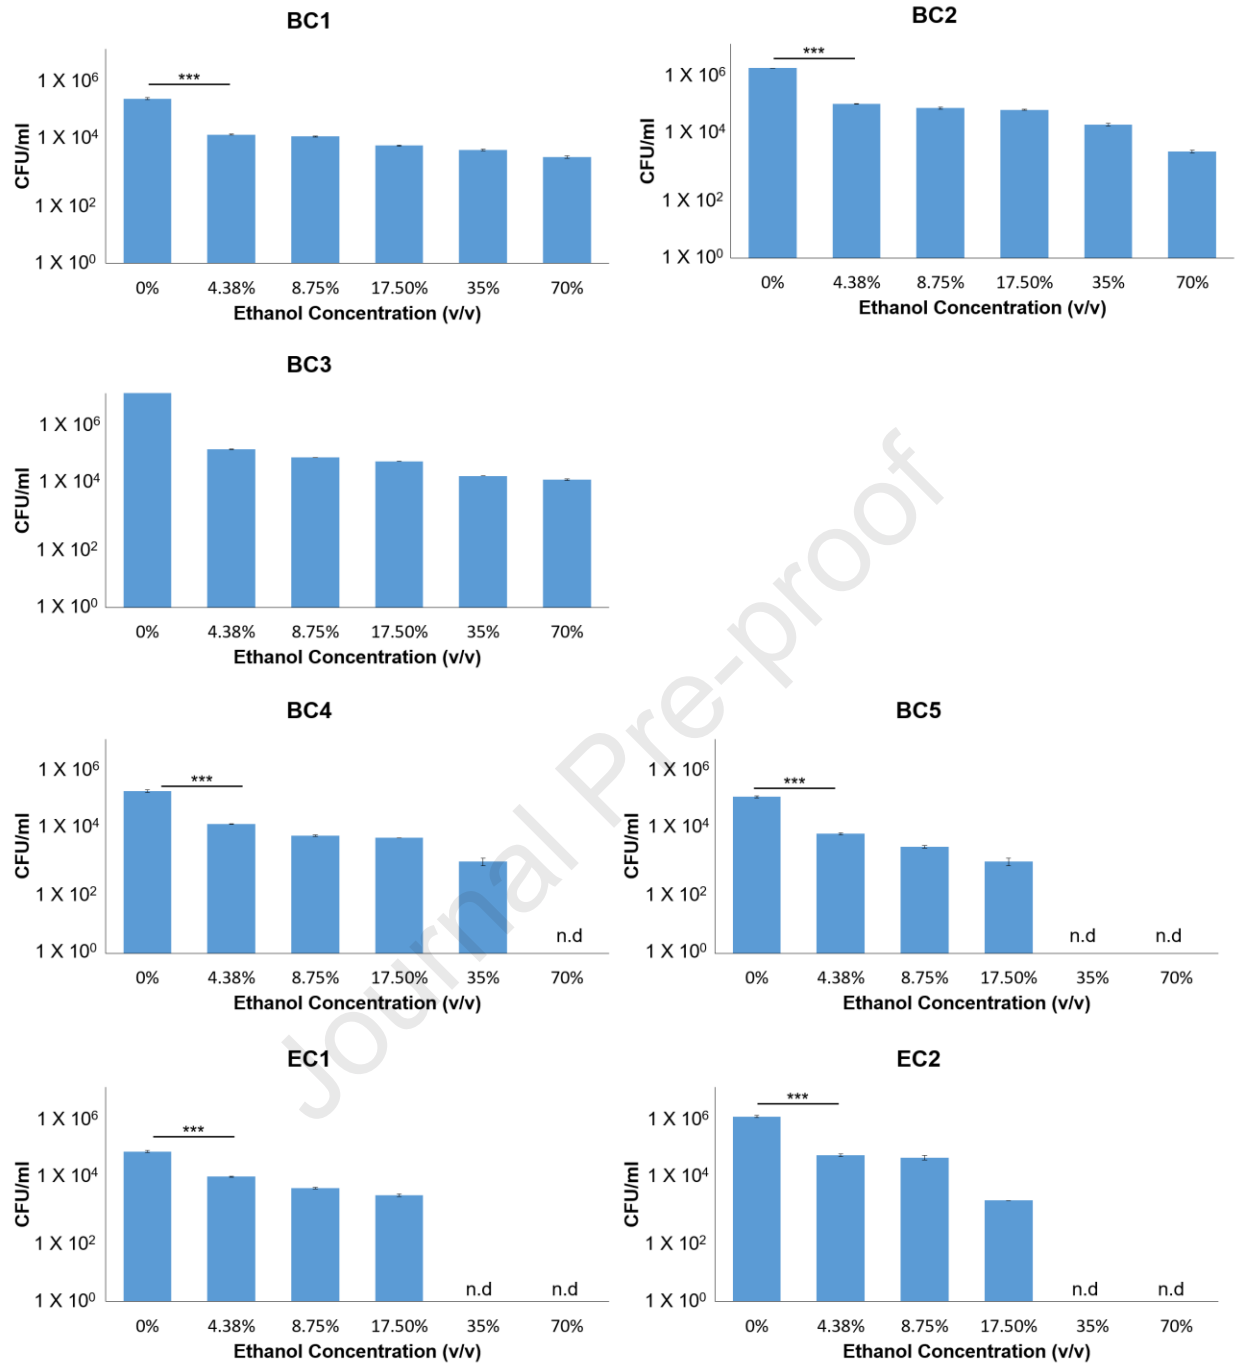 BC1
CFU/ml
1 X 10⁶
1 X 10⁴
1 X 10²
1 X 10⁰
***
0% 4.38% 8.75% 17.50% 35% 70%
Ethanol Concentration (v/v)
BC2
CFU/ml
1 X 10⁶
1 X 10⁴
1 X 10²
1 X 10⁰
***
0% 4.38% 8.75% 17.50% 35% 70%
Ethanol Concentration (v/v)
BC3
CFU/ml
1 X 10⁶
1 X 10⁴
1 X 10²
1 X 10⁰
0% 4.38% 8.75% 17.50% 35% 70%
Ethanol Concentration (v/v)
BC4
CFU/ml
1 X 10⁶
1 X 10⁴
1 X 10²
1 X 10⁰
***
n.d
0% 4.38% 8.75% 17.50% 35% 70%
Ethanol Concentration (v/v)
BC5
CFU/ml
1 X 10⁶
1 X 10⁴
1 X 10²
1 X 10⁰
***
n.d n.d
0% 4.38% 8.75% 17.50% 35% 70%
Ethanol Concentration (v/v)
EC1
CFU/ml
1 X 10⁶
1 X 10⁴
1 X 10²
1 X 10⁰
***
n.d n.d
0% 4.38% 8.75% 17.50% 35% 70%
Ethanol Concentration (v/v)
EC2
CFU/ml
1 X 10⁶
1 X 10⁴
1 X 10²
1 X 10⁰
***
n.d n.d
0% 4.38% 8.75% 17.50% 35% 70%
Ethanol Concentration (v/v)
Journal Pre-proof